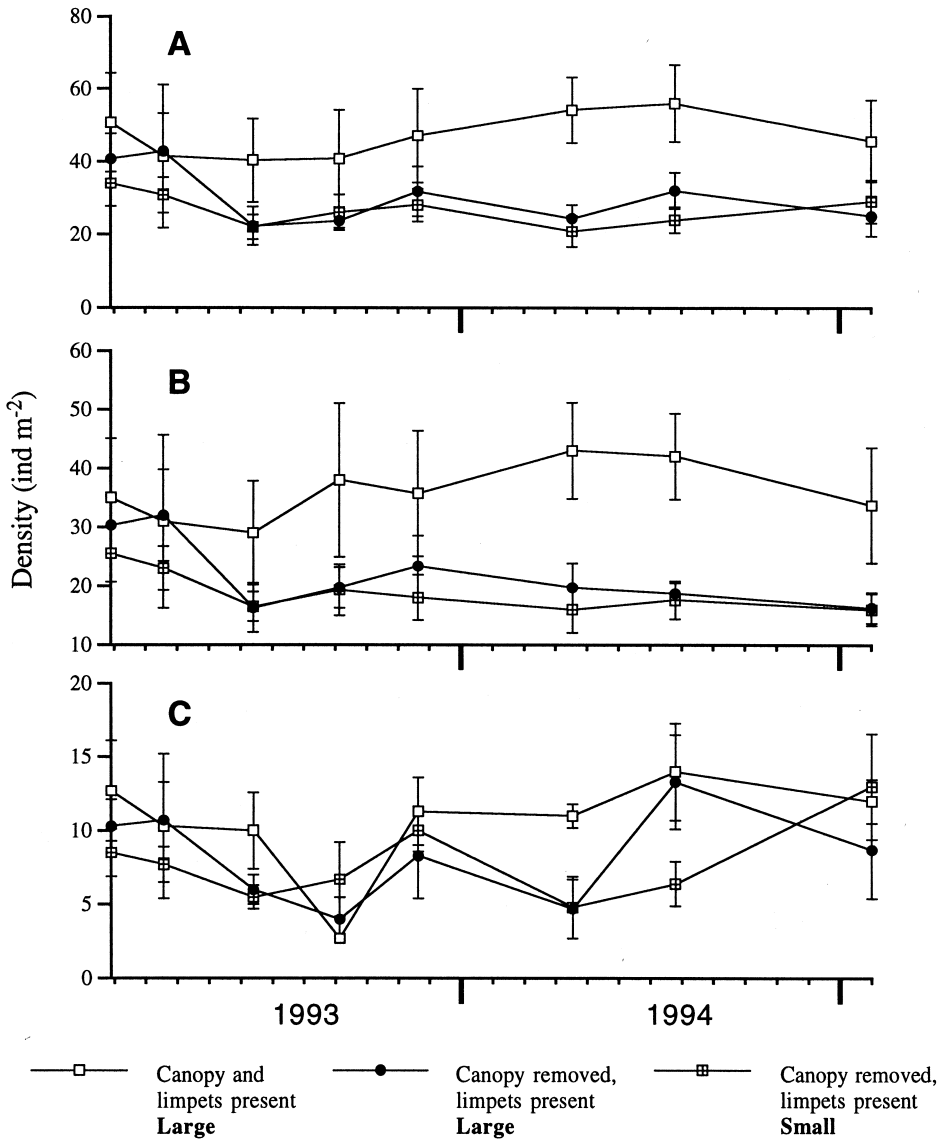 80
60
40
20
0
A
60
50
40
30
20
10
B
20
15
10
5
0
C
Density (ind m-2)
1993
1994
Canopy and
limpets present
Large
Canopy removed,
limpets present
Large
Canopy removed,
limpets present
Small